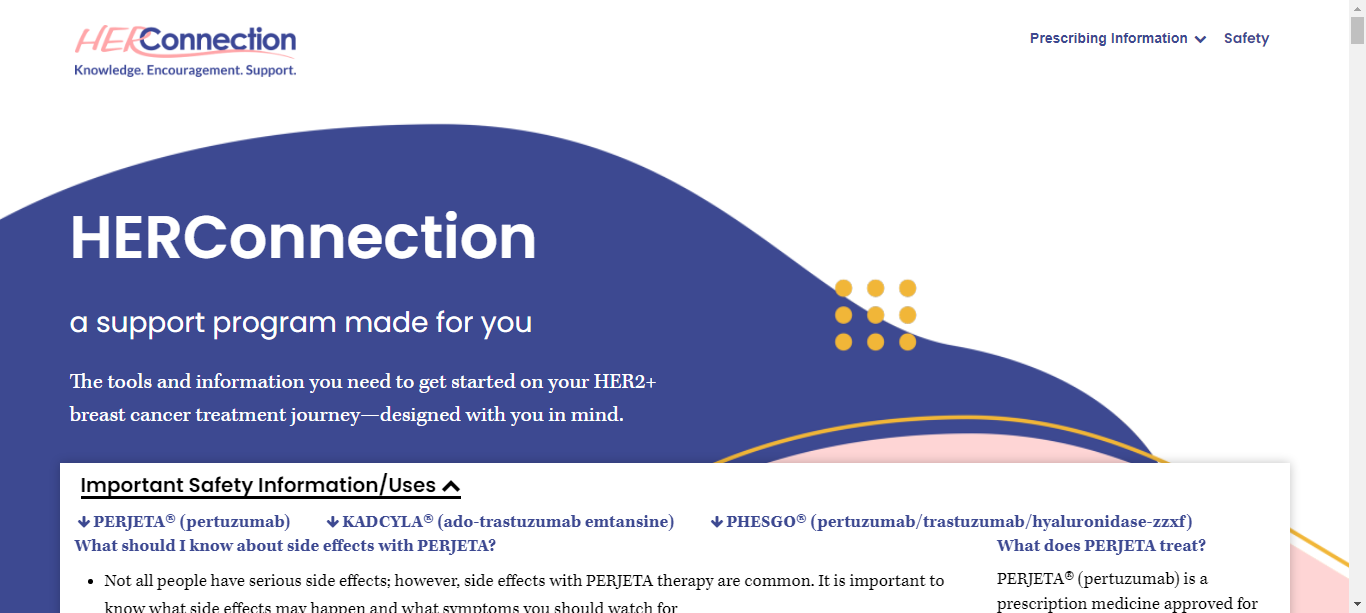 HERConnection
Knowledge. Encouragement. Support.
Prescribing Information
Safety
HERConnection
a support program made for you
The tools and information you need to get started on your HER2+
breast cancer treatment journey—designed with you in mind.
Important Safety Information/Uses
PERJETA® (pertuzumab)
KADCYLA® (ado-trastuzumab emtansine)
PHESGO® (pertuzumab/trastuzumab/hyaluronidase-zzxf)
What should I know about side effects with PERJETA?
• Not all people have serious side effects; however, side effects with PERJETA therapy are common. It is important to
know what side effects may happen and what symptoms you should watch for
What does PERJETA treat?
PERJETA® (pertuzumab) is a
prescription medicine approved for